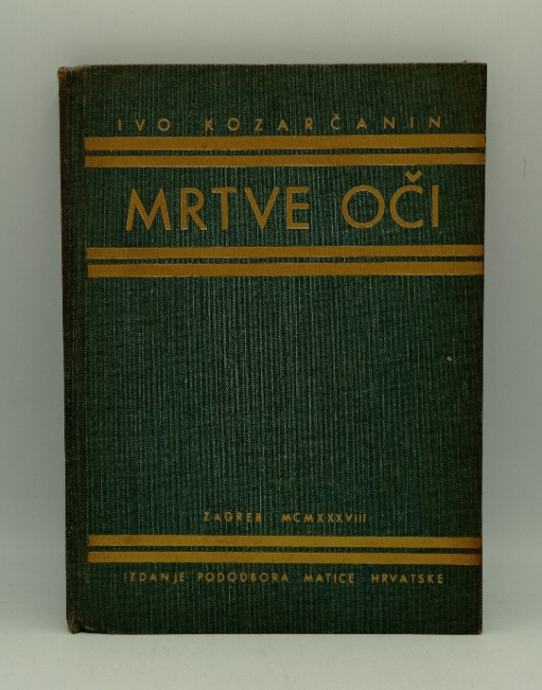 IVO KOZARČANIN
MRTVE OČI
ZAGREB MCMXXXVIII
IZDANJE PODODBORA MATICE HRVATSKE